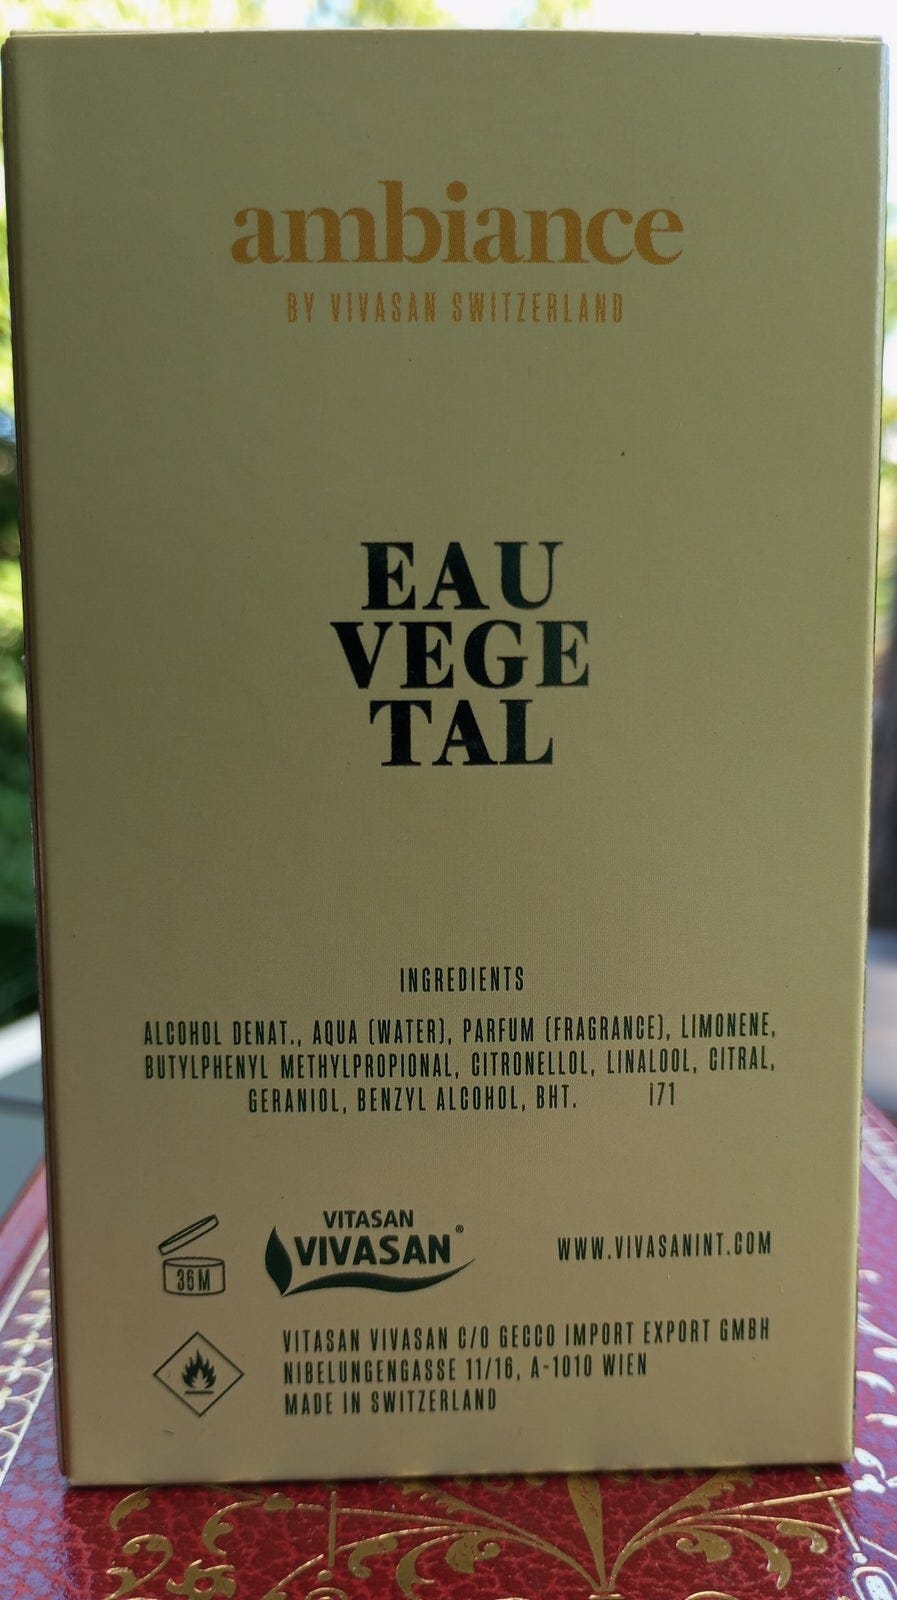 ambiance
BY VIVASAN SWITZERLAND
EAU
VEGE
TAL
INGREDIENTS
ALCOHOL DENAT., AQUA (WATER), PARFUM (FRAGRANCE), LIMONENE,
BUTYLPHENYL METHYLPROPIONAL, CITRONELLOL, LINALOOL, CITRAL,
GERANIOL, BENZYL ALCOHOL, BHT. i71
36M
VITASAN
VIVASAN®
WWW.VIVASANINT.COM
VITASAN VIVASAN C/O GECCO IMPORT EXPORT GMBH
NIBELUNGENGASSE 11/16, A-1010 WIEN
MADE IN SWITZERLAND